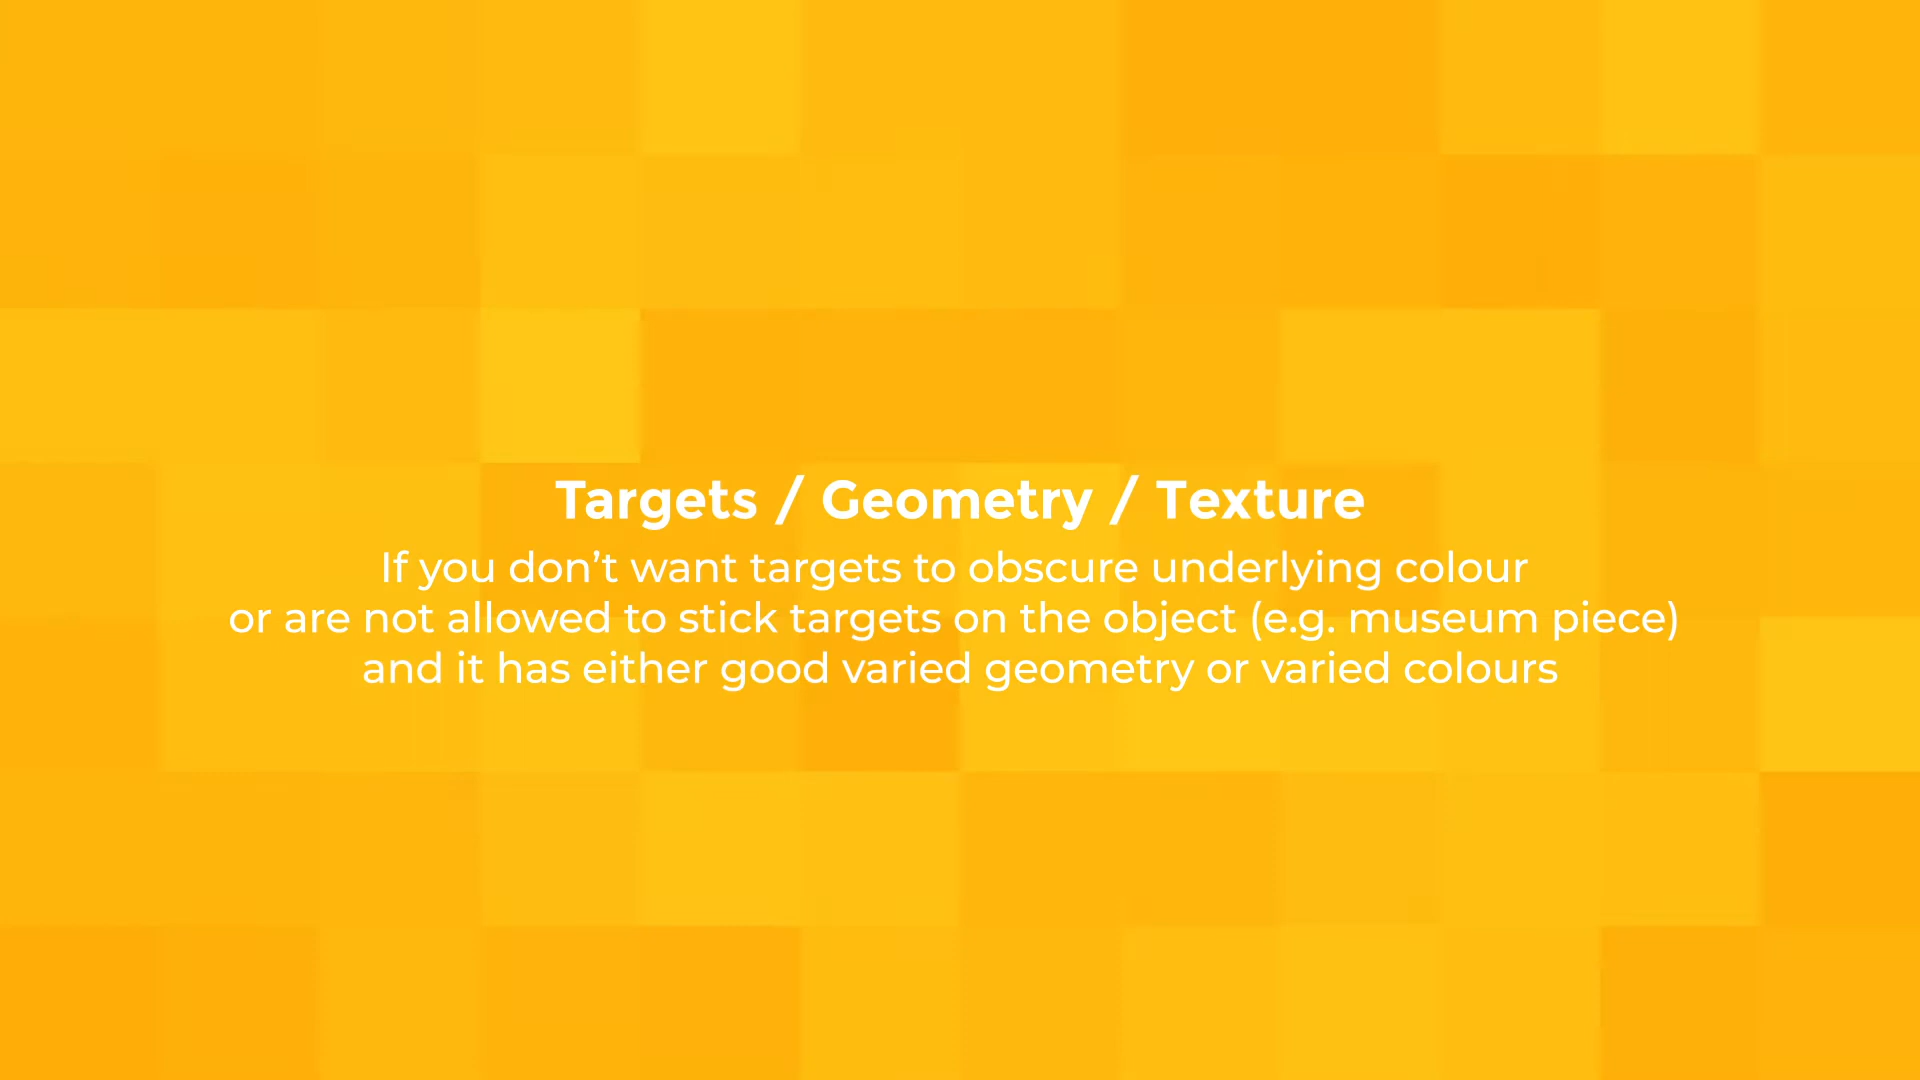 Targets / Geometry / Texture
If you don’t want targets to obscure underlying colour
or are not allowed to stick targets on the object (e.g. museum piece)
and it has either good varied geometry or varied colours